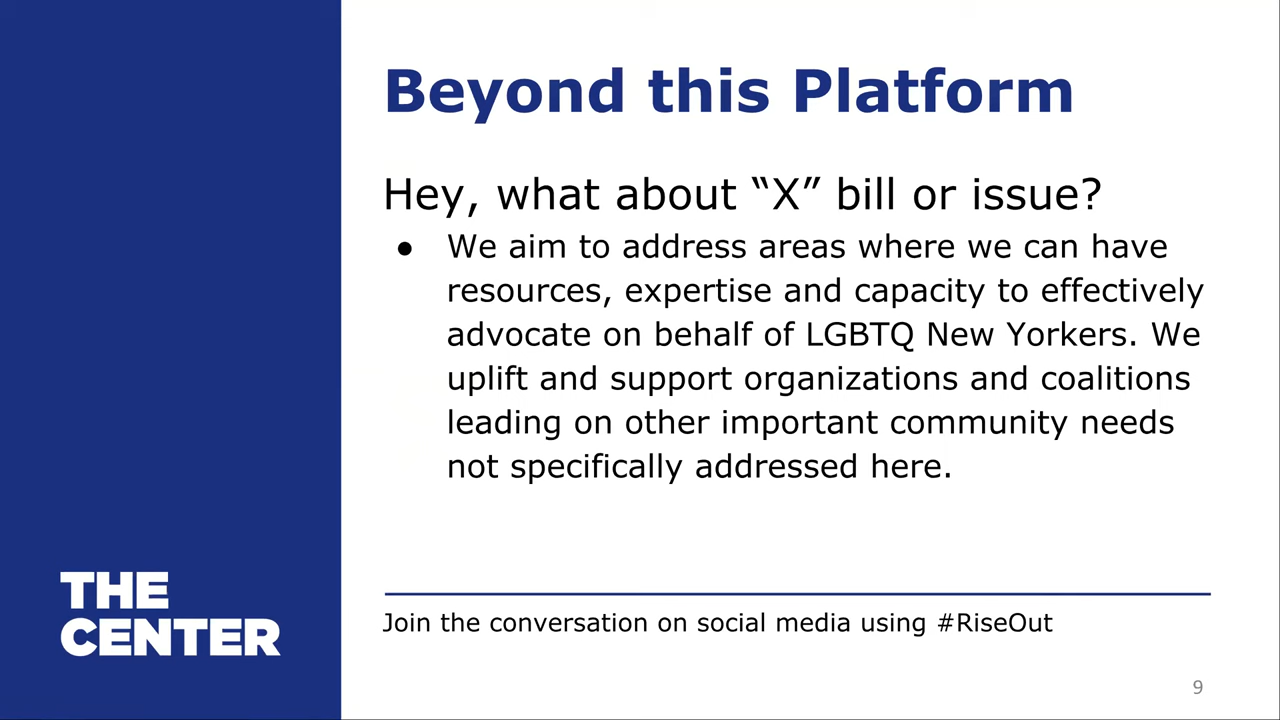 Beyond this Platform
Hey, what about “X” bill or issue?
● We aim to address areas where we can have
resources, expertise and capacity to effectively
advocate on behalf of LGBTQ New Yorkers. We
uplift and support organizations and coalitions
leading on other important community needs
not specifically addressed here.
THE
CENTER
Join the conversation on social media using #RiseOut
9